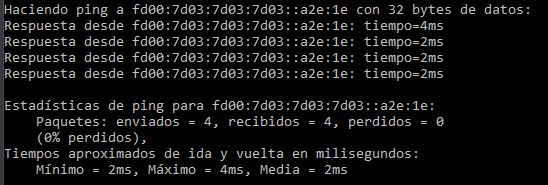 Haciendo ping a fd00:7d03:7d03:7d03::a2e:1e con 32 bytes de datos:
Respuesta desde fd00:7d03:7d03:7d03::a2e:1e: tiempo=4ms
Respuesta desde fd00:7d03:7d03:7d03::a2e:1e: tiempo=2ms
Respuesta desde fd00:7d03:7d03:7d03::a2e:1e: tiempo=2ms
Respuesta desde fd00:7d03:7d03:7d03::a2e:1e: tiempo=2ms
Estadísticas de ping para fd00:7d03:7d03:7d03::a2e:1e:
Paquetes: enviados = 4, recibidos = 4, perdidos = 0
(0% perdidos),
Tiempos aproximados de ida y vuelta en milisegundos:
Mínimo = 2ms, Máximo = 4ms, Media = 2ms